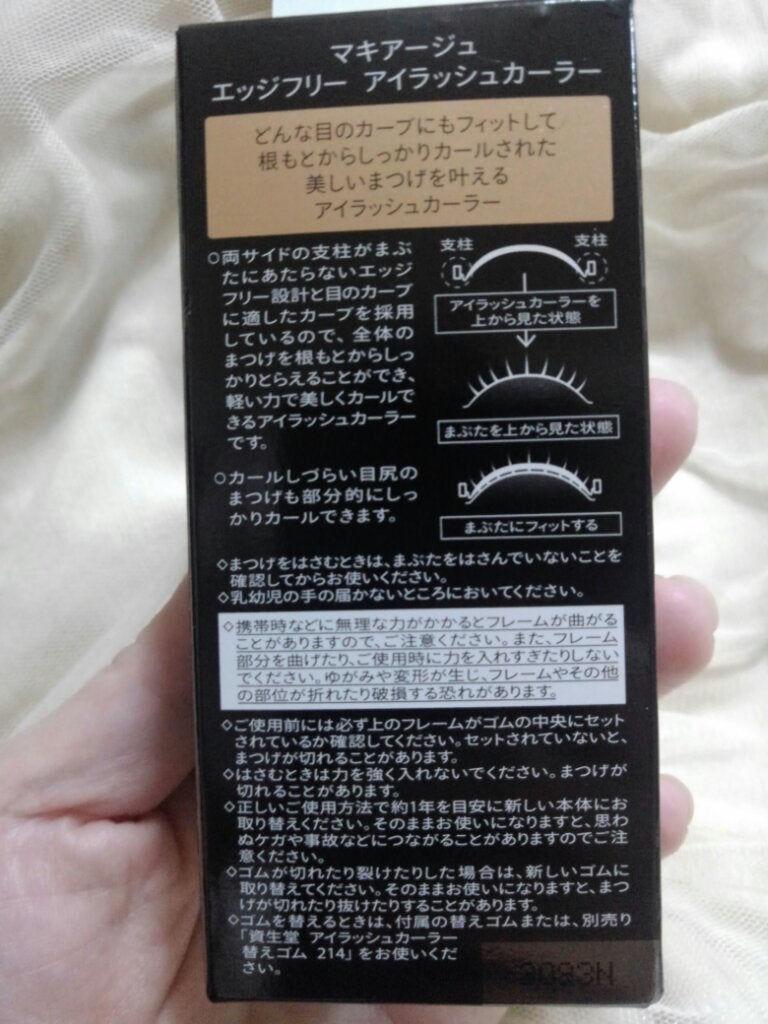 マキアージュ
エッジフリー アイラッシュカーラー
どんな目のカーブにもフィットして
根もとからしっかりカールされた
美しいまつげを叶える
アイラッシュカーラー
○両サイドの支柱がまぶ
たにあたらないエッジ
フリー設計と目のカーブ
に適したカーブを採用
しているので、全体の
まつげを根もとからしっ
かりとらえることができ、
軽い力で美しくカールで
きるアイラッシュカーラー
です。
○カールしづらい目尻の
まつげも部分的にしっ
かりカールできます。
支柱
支柱
アイラッシュカーラーを
上から見た状態
まぶたを上から見た状態
まぶたにフィットする
◇まつげをはさむときは、まぶたをはさんでいないことを
確認してからお使いください。
◇乳幼児の手の届かないところにおいてください。
◇携帯時などに無理な力がかかるとフレームが曲がる
ことがありますので、ご注意ください。また、フレーム
部分を曲げたり、ご使用時に力を入れすぎたりしない
でください。ゆがみや変形が生じ、フレームやその他
の部位が折れたり破損する恐れがあります。
◇ご使用前には必ず上のフレームがゴムの中央にセット
されているか確認してください。セットされていないと、
まつげが切れることがあります。
◇はさむときは力を強く入れないでください。まつげが
切れることがあります。
◇正しいご使用方法で約1年を目安に新しい本体にお
取り替えください。そのままお使いになりますと、思わ
ぬケガや事故などにつながることがありますのでご注
意ください。
◇ゴムが切れたり裂けたりした場合は、新しいゴムに
取り替えてください。そのままお使いになりますと、まつ
げが切れたり抜けたりすることがあります。
◇ゴムを替えるときは、付属の替えゴムまたは、別売り
「資生堂 アイラッシュカーラー
替えゴム 214」をお使いくだ
さい。